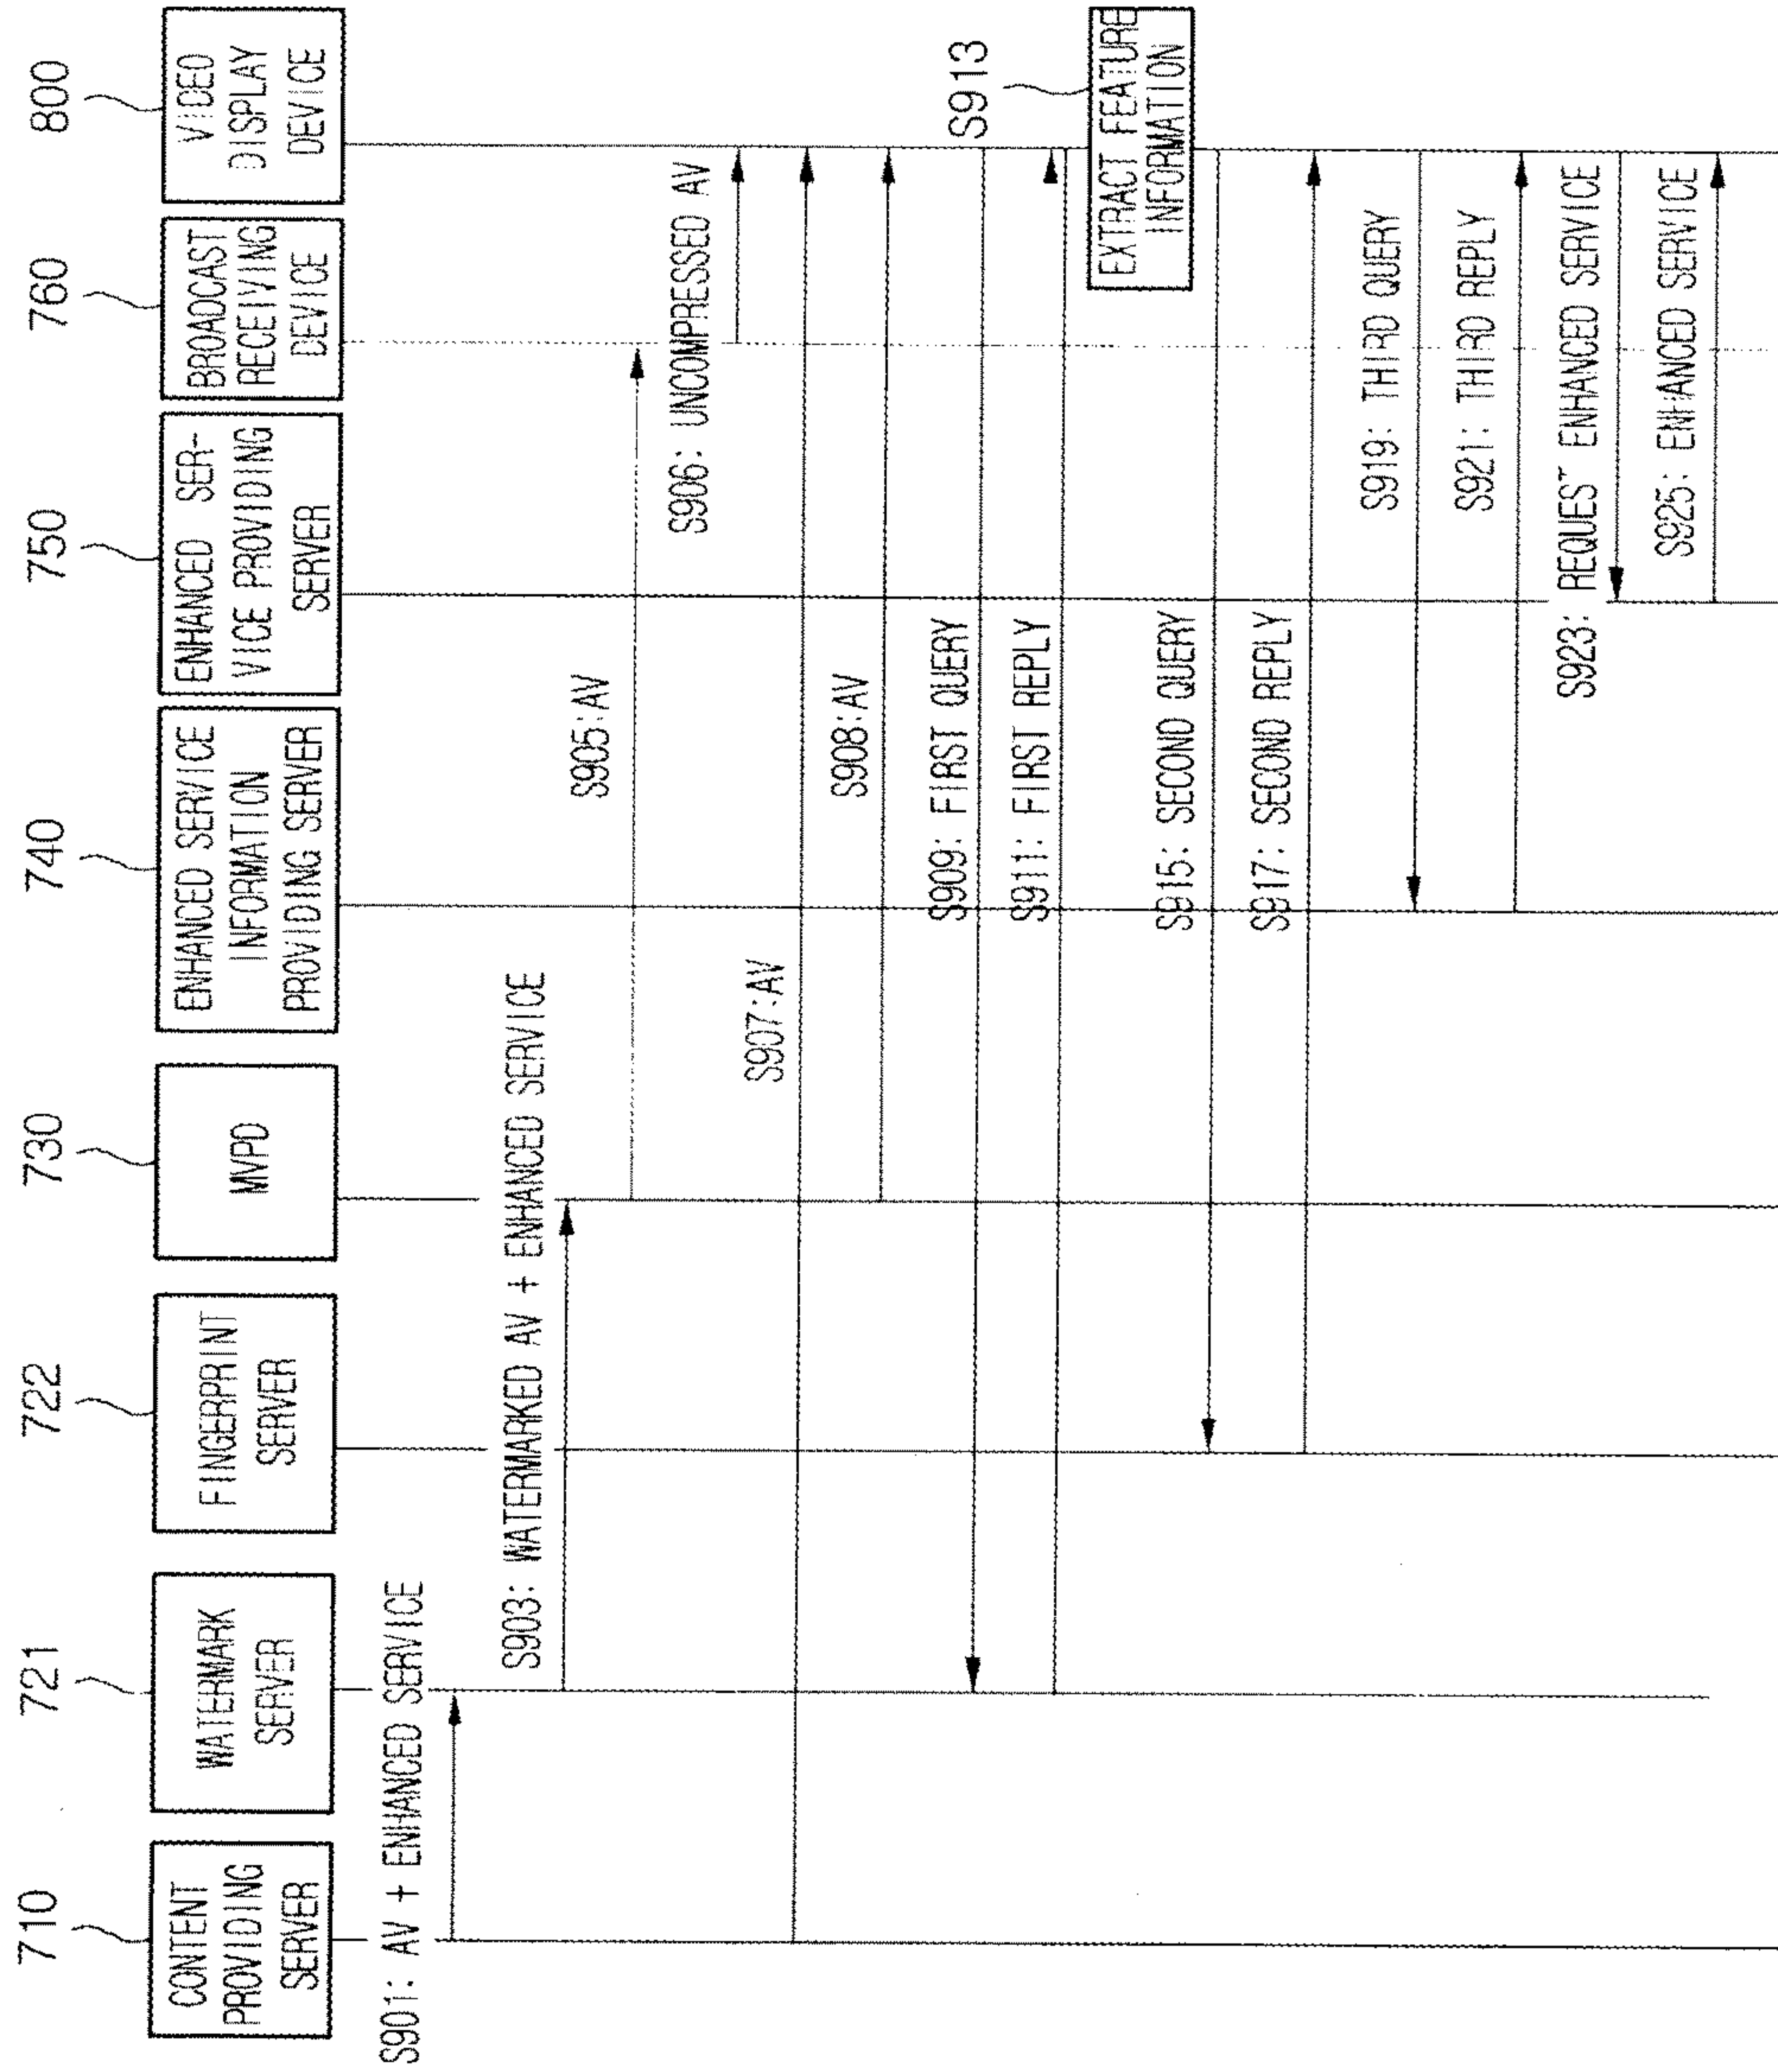 710
721
722
730
740
750
760
800
CONTENT
PROVIDING
SERVER
WATERMARK
SERVER
FINGERPRINT
SERVER
MVPD
ENHANCED SERVICE
INFORMATION
PROVIDING SERVER
ENHANCED SER-
VICE PROVIDING
SERVER
BROADCAST
RECEIVING
DEVICE
VIDEO
DISPLAY
DEVICE
S901: AV + ENHANCED SERVICE
S903: WATERMARKED AV + ENHANCED SERVICE
S905:AV
S906: UNCOMPRESSED AV
S907:AV
S908:AV
S909: FIRST QUERY
S911: FIRST REPLY
S913
EXTRACT FEATURE
INFORMATION
S915: SECOND QUERY
S917: SECOND REPLY
S919: THIRD QUERY
S921: THIRD REPLY
S923: REQUEST ENHANCED SERVICE
S925: ENHANCED SERVICE